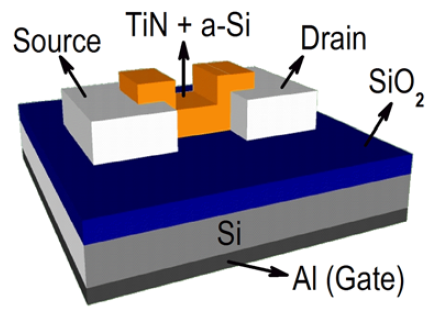 TiN + a-Si
Source
Drain
SiO₂
Si
Al (Gate)